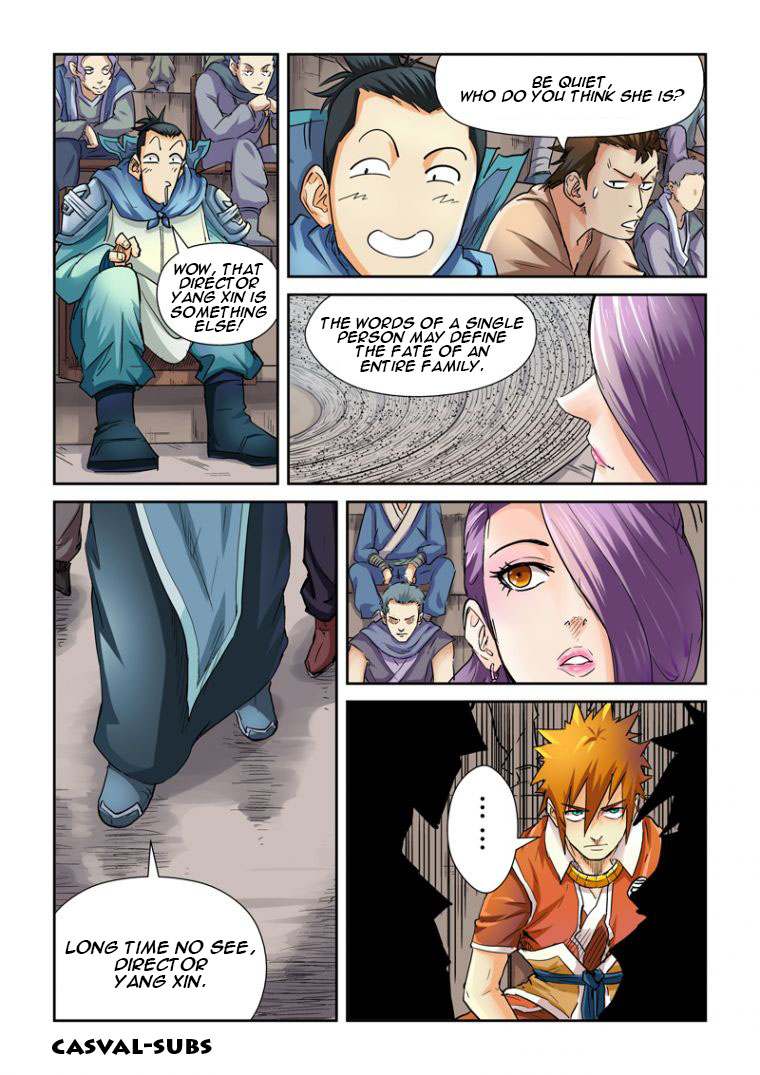 WOW, THAT
DIRECTOR
YANG XIN IS
SOMETHING
ELSE!
BE QUIET,
WHO DO YOU THINK SHE IS?
THE WORDS OF A SINGLE
PERSON MAY DEFINE
THE FATE OF AN
ENTIRE FAMILY.
LONG TIME NO SEE,
DIRECTOR
YANG XIN.
......
CASVAL-SUBS